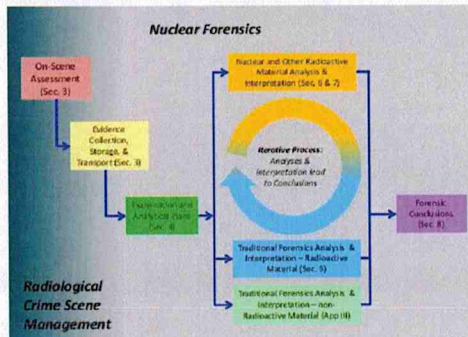 Nuclear Forensics
On-Scene
Assessment
(Sec. 3)
Evidence
Collection,
Storage, &
Transport (Sec. 3)
Examination and
Analytical Plans
Nuclear and Other Radioactive
Material Analysis &
Interpretation (Sec. 6 & 7)
Iterative Process:
Analyses &
Interpretation lead
to Conclusions
Traditional Forensics Analysis &
Interpretation – Radioactive
Material (Sec. 5)
Traditional Forensics Analysis &
Interpretation – non-
Radioactive Material (App III)
Forensic
Conclusions
(Sec. 8)
Radiological
Crime Scene
Management